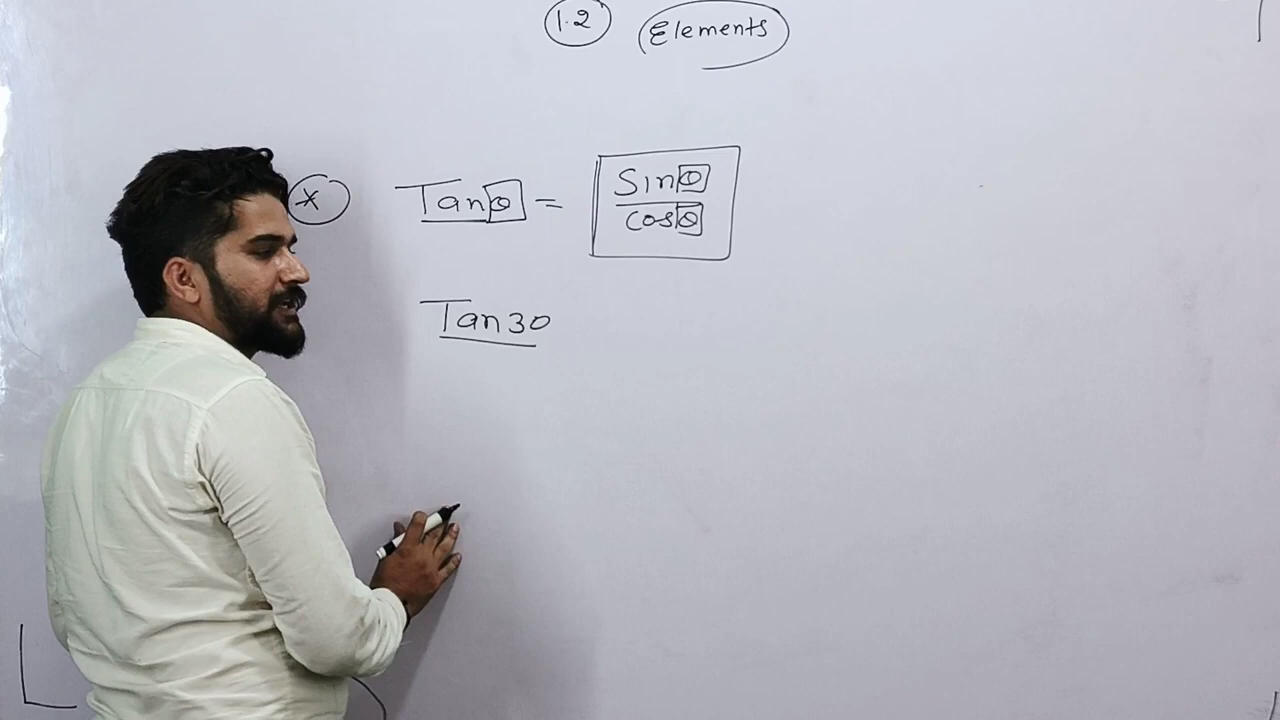 1.2 Elements
* Tanθ = Sinθ
cosθ
Tan30